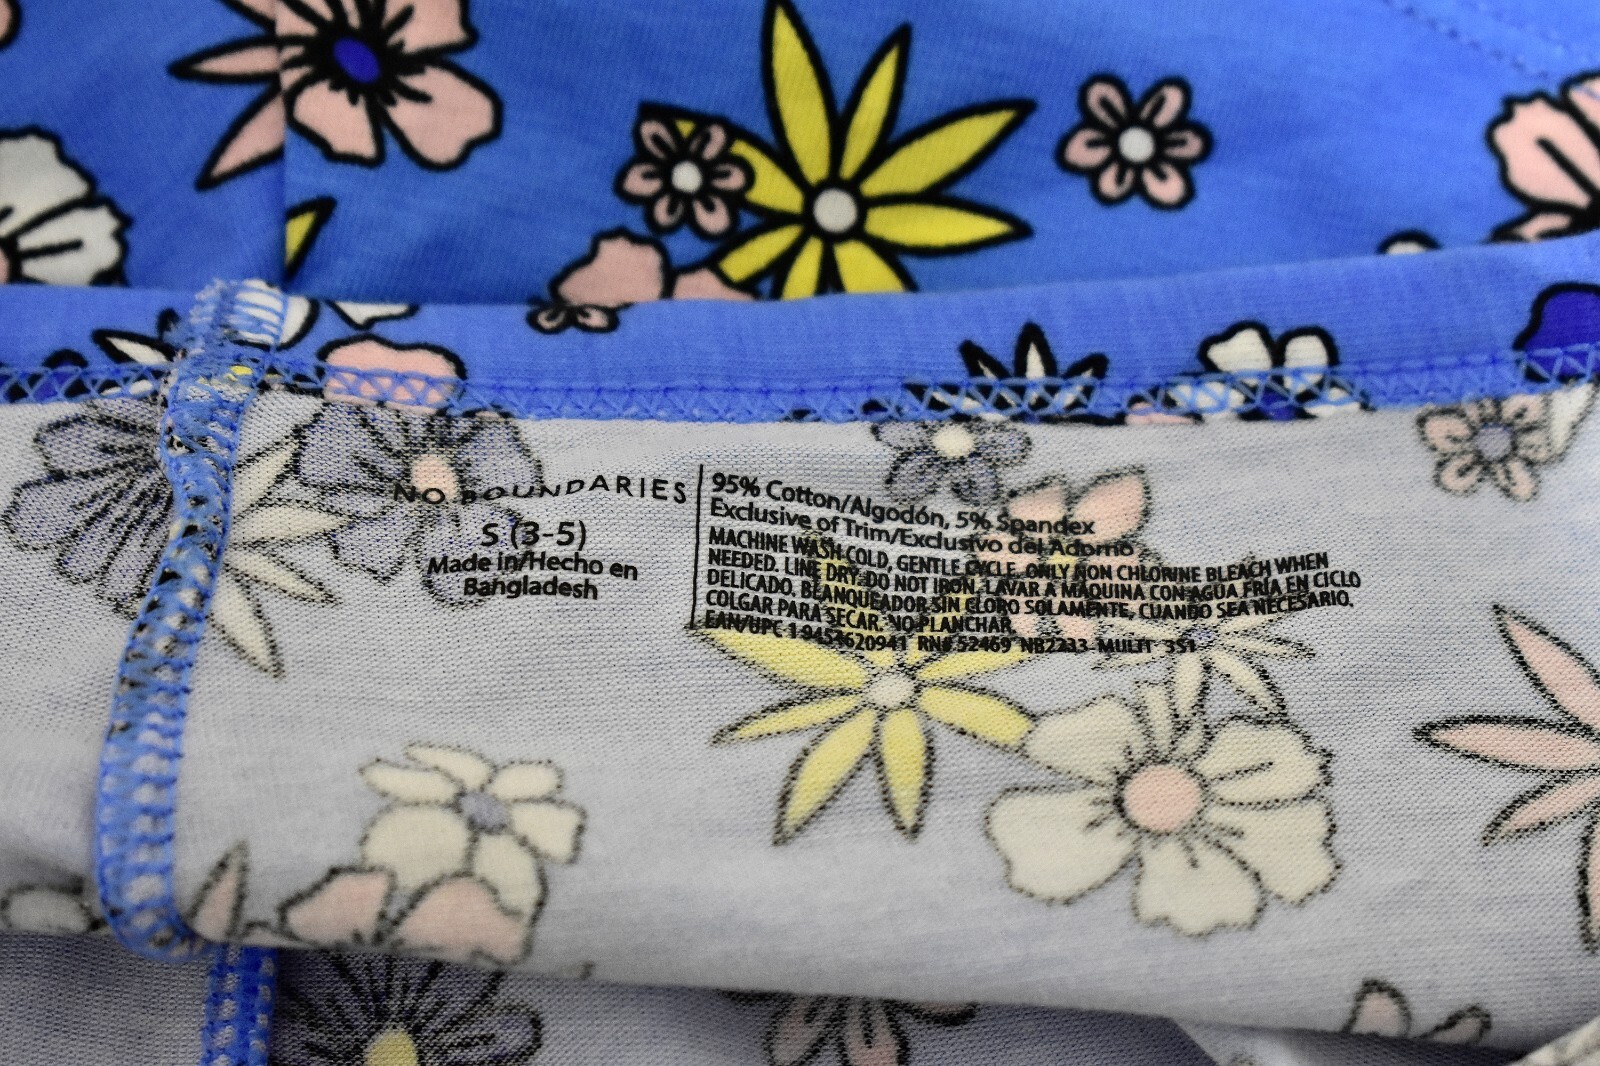 NO BOUNDARIES
S (3-5)
Made in/Hecho en
Bangladesh
95% Cotton/Algodón, 5% Spandex
Exclusive of Trim/Exclusivo del Adorno
MACHINE WASH COLD, GENTLE CYCLE. ONLY NON CHLORINE BLEACH WHEN
NEEDED. LINE DRY. DO NOT IRON. LAVAR A MÁQUINA CON AGUA FRÍA EN CICLO
DELICADO. BLANQUEADOR SIN CLORO SOLAMENTE, CUANDO SEA NECESARIO.
COLGAR PARA SECAR. NO PLANCHAR.
EAN/UPC 19454620941 RN# 52469 NB2233 MULTI 3S1